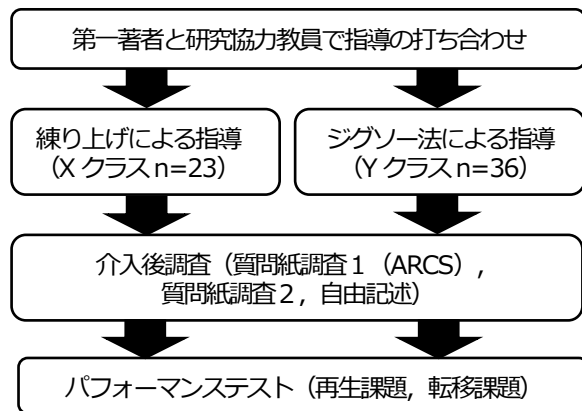 第一著者と研究協力教員で指導の打ち合わせ
練り上げによる指導
(X クラス n=23)
ジグソー法による指導
(Y クラス n=36)
介入後調査(質問紙調査1(ARCS),
質問紙調査2,自由記述)
パフォーマンステスト(再生課題,転移課題)